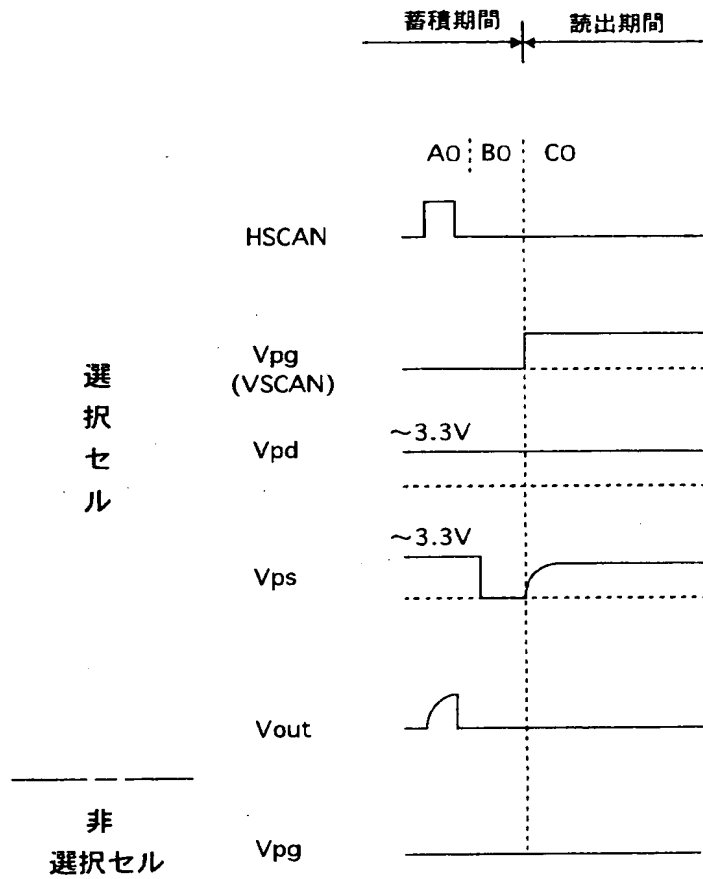 蓄積期間 読出期間
A0 B0 C0
HSCAN
Vpg
(VSCAN)
選択セル
～3.3V
Vpd
～3.3V
Vps
Vout
非
選択セル
Vpg